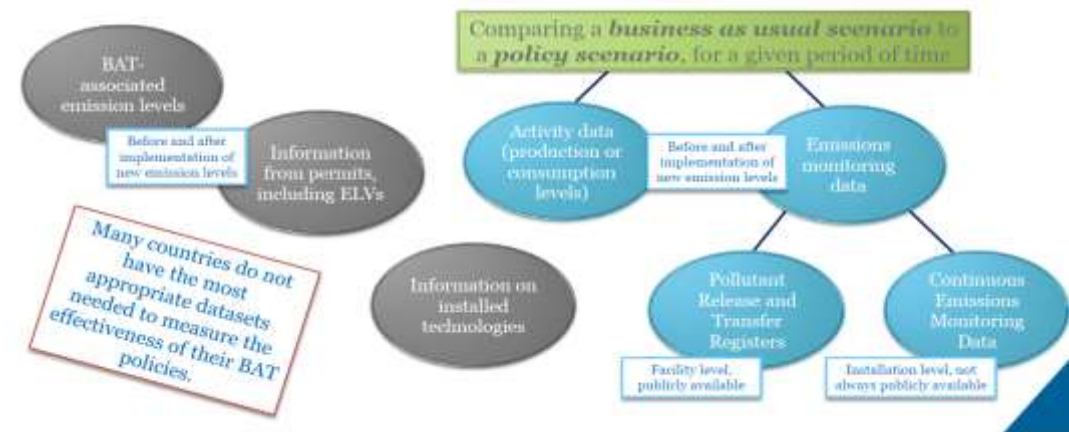 Comparing a business as usual scenario to
a policy scenario, for a given period of time
BAT-
associated
emission levels
Before and after
implementation of
new emission levels
Information
from permits,
including ELVs
Activity data
(production or
consumption
levels)
Before and after
implementation of
new emission levels
Emissions
monitoring
data
Many countries do not
have the most
appropriate datasets
needed to measure the
effectiveness of their BAT
policies.
Information on
installed
technologies
Pollutant
Release and
Transfer
Registers
Facility level,
publicly available
Continuous
Emissions
Monitoring
Data
Installation level, not
always publicly available